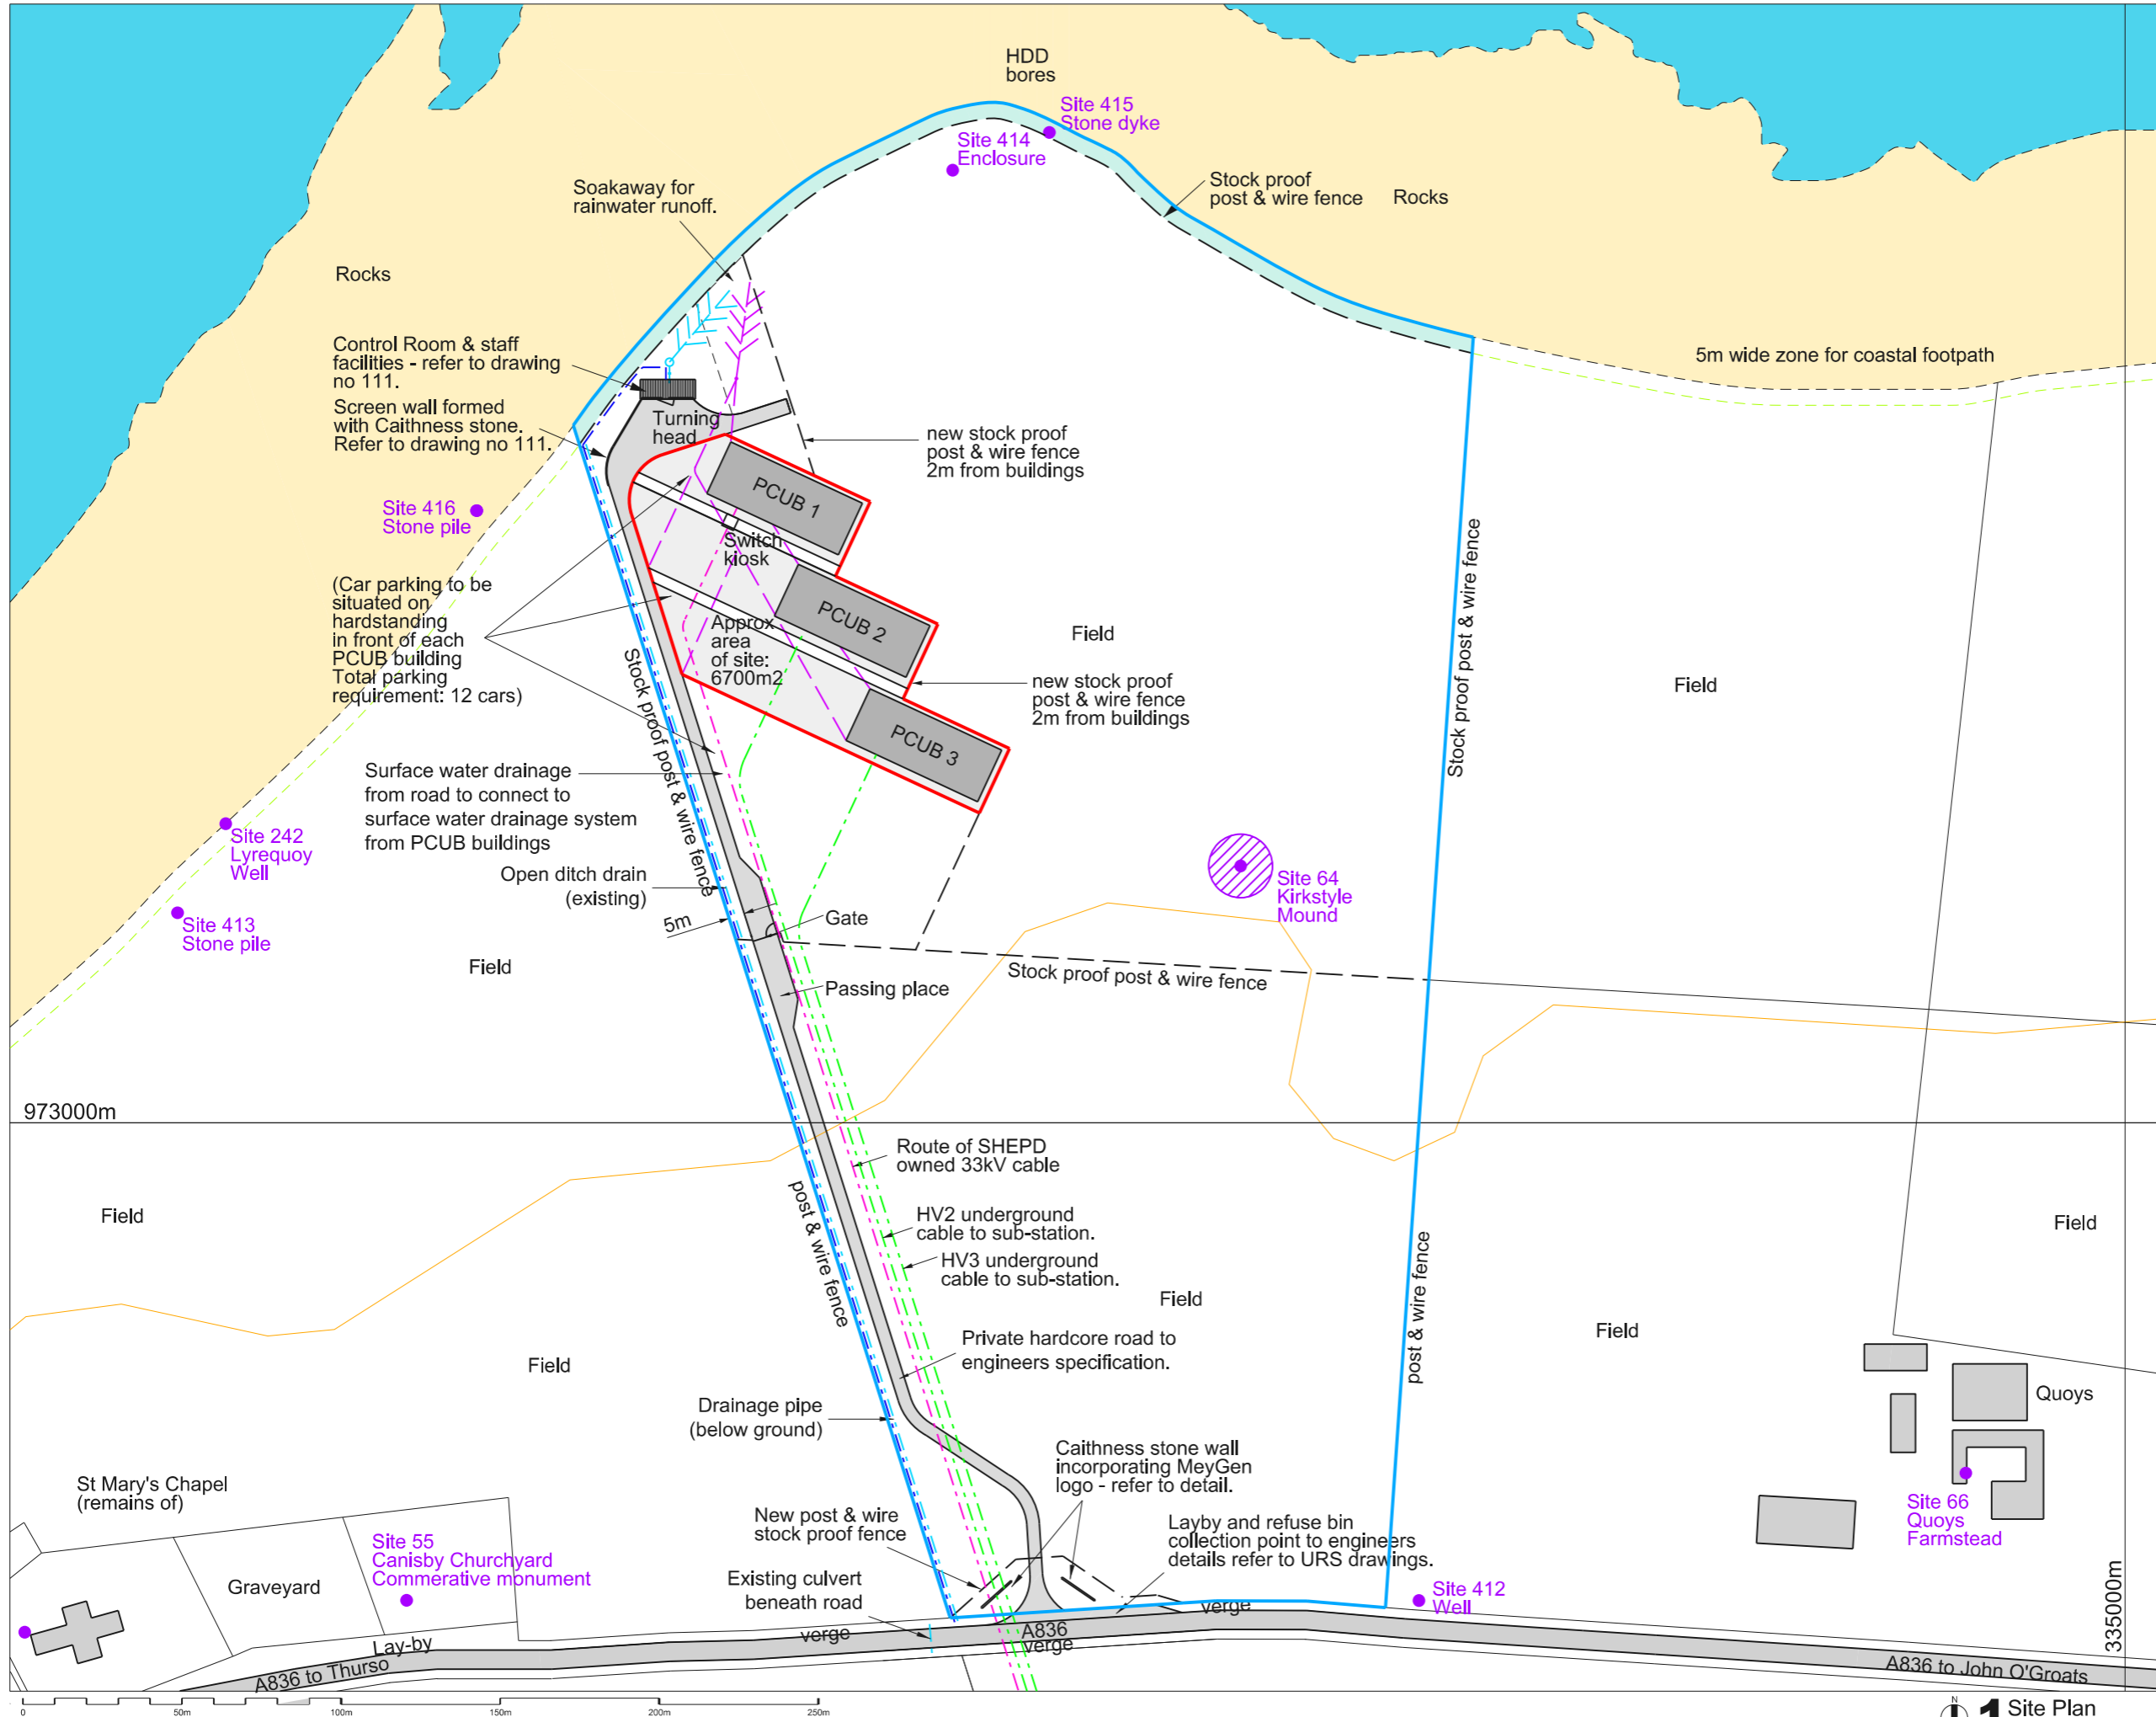 HDD
bores
Site 415
Stone dyke
Site 414
Enclosure
Soakaway for
rainwater runoff.
Stock proof
post & wire fence
Rocks
Rocks
Control Room & staff
facilities - refer to drawing
no 111.
5m wide zone for coastal footpath
Screen wall formed
with Caithness stone.
Refer to drawing no 111.
Turning
head
new stock proof
post & wire fence
2m from buildings
PCUB 1
Site 416
Stone pile
Switch
kiosk
Stock proof post & wire fence
(Car parking to be
situated on
hardstanding
in front of each
PCUB building
Total parking
requirement: 12 cars)
PCUB 2
Approx
area
of site:
6700m2
Field
Field
new stock proof
post & wire fence
2m from buildings
Stock proof post & wire fence
PCUB 3
Surface water drainage
from road to connect to
surface water drainage system
from PCUB buildings
Site 242
Lyrequoy
Well
Open ditch drain
(existing)
Site 64
Kirkstyle
Mound
Site 413
Stone pile
5m
Gate
Field
Stock proof post & wire fence
Passing place
973000m
Route of SHEPD
owned 33kV cable
Field
post & wire fence
HV2 underground
cable to sub-station.
Field
HV3 underground
cable to sub-station.
post & wire fence
Field
Field
Private hardcore road to
engineers specification.
Field
Quoys
Drainage pipe
(below ground)
Caithness stone wall
incorporating MeyGen
logo - refer to detail.
St Mary's Chapel
(remains of)
New post & wire
stock proof fence
Layby and refuse bin
collection point to engineers
details refer to URS drawings.
Site 66
Quoys
Farmstead
Site 55
Canisby Churchyard
Commerative monument
Graveyard
Existing culvert
beneath road
Site 412
Well
verge
verge
A836
verge
Lay-by
A836 to Thurso
A836 to John O'Groats
335000m
0
50m
100m
150m
200m
250m
N
1 Site Plan